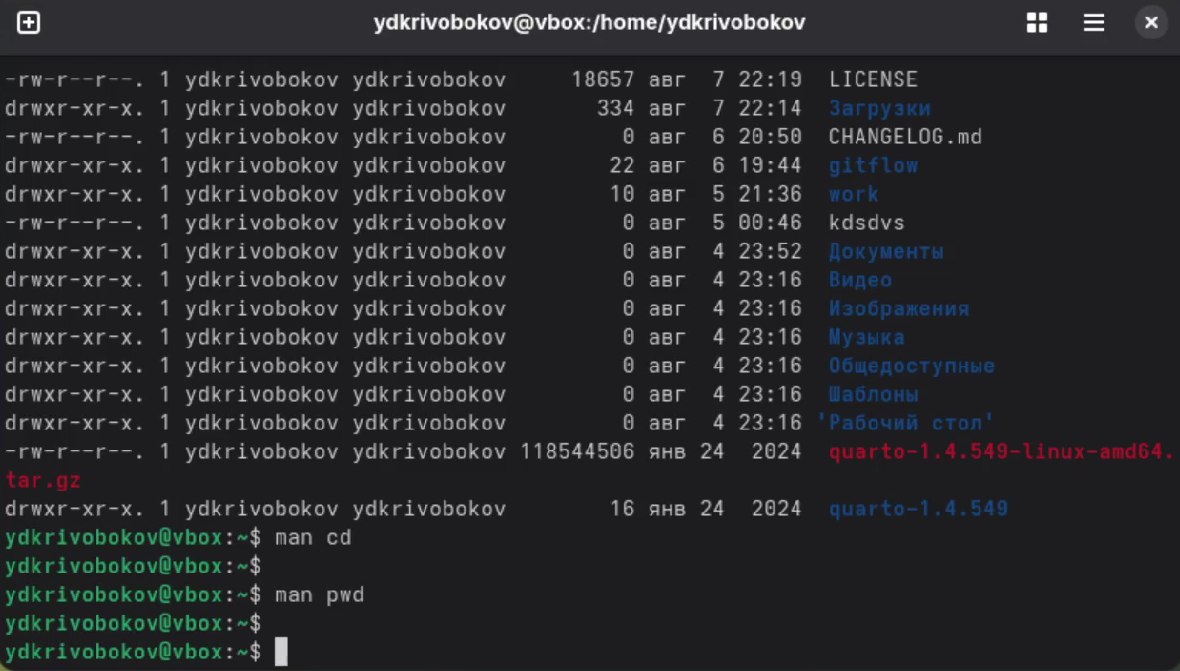 ydkrivobokov@vbox:/home/ydkrivobokov
-rw-r--r--. 1 ydkrivobokov ydkrivobokov     18657 авг  7 22:19  LICENSE
drwxr-xr-x. 1 ydkrivobokov ydkrivobokov       334 авг  7 22:14  Загрузки
-rw-r--r--. 1 ydkrivobokov ydkrivobokov         0 авг  6 20:50  CHANGELOG.md
drwxr-xr-x. 1 ydkrivobokov ydkrivobokov        22 авг  6 19:44  gitflow
drwxr-xr-x. 1 ydkrivobokov ydkrivobokov        10 авг  5 21:36  work
-rw-r--r--. 1 ydkrivobokov ydkrivobokov         0 авг  5 00:46  kdsdvs
drwxr-xr-x. 1 ydkrivobokov ydkrivobokov         0 авг  4 23:52  Документы
drwxr-xr-x. 1 ydkrivobokov ydkrivobokov         0 авг  4 23:16  Видео
drwxr-xr-x. 1 ydkrivobokov ydkrivobokov         0 авг  4 23:16  Изображения
drwxr-xr-x. 1 ydkrivobokov ydkrivobokov         0 авг  4 23:16  Музыка
drwxr-xr-x. 1 ydkrivobokov ydkrivobokov         0 авг  4 23:16  Общедоступные
drwxr-xr-x. 1 ydkrivobokov ydkrivobokov         0 авг  4 23:16  Шаблоны
drwxr-xr-x. 1 ydkrivobokov ydkrivobokov         0 авг  4 23:16 'Рабочий стол'
-rw-r--r--. 1 ydkrivobokov ydkrivobokov 118544506 янв 24  2024  quarto-1.4.549-linux-amd64.
tar.gz
drwxr-xr-x. 1 ydkrivobokov ydkrivobokov        16 янв 24  2024  quarto-1.4.549
ydkrivobokov@vbox:~$ man cd
ydkrivobokov@vbox:~$
ydkrivobokov@vbox:~$ man pwd
ydkrivobokov@vbox:~$
ydkrivobokov@vbox:~$